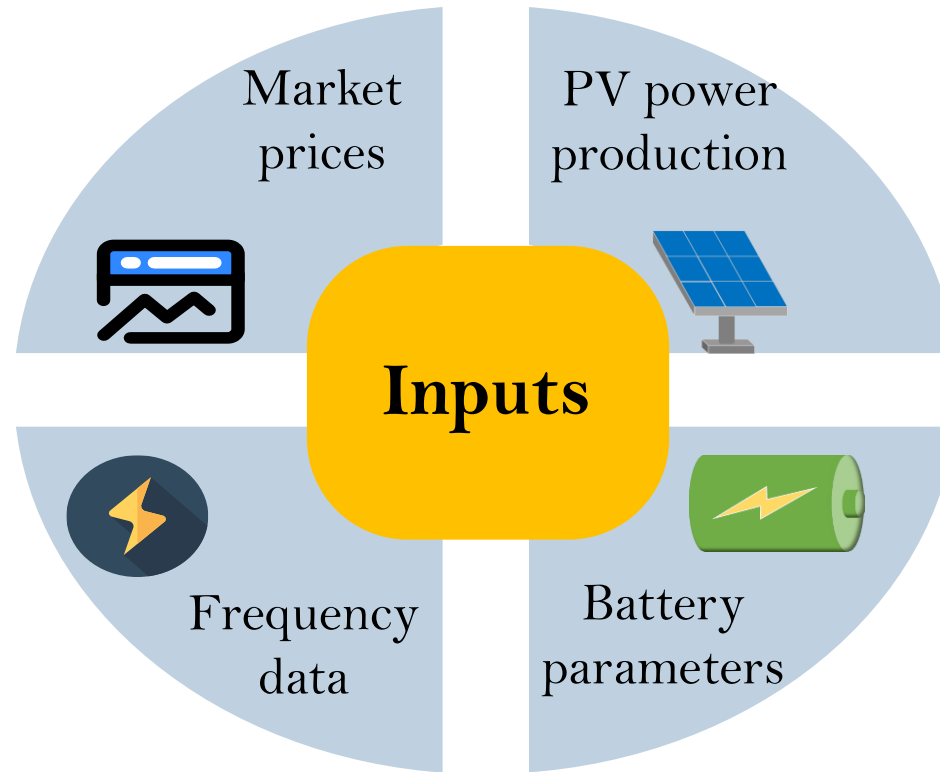 Market
prices
PV power
production
Inputs
Frequency
data
Battery
parameters